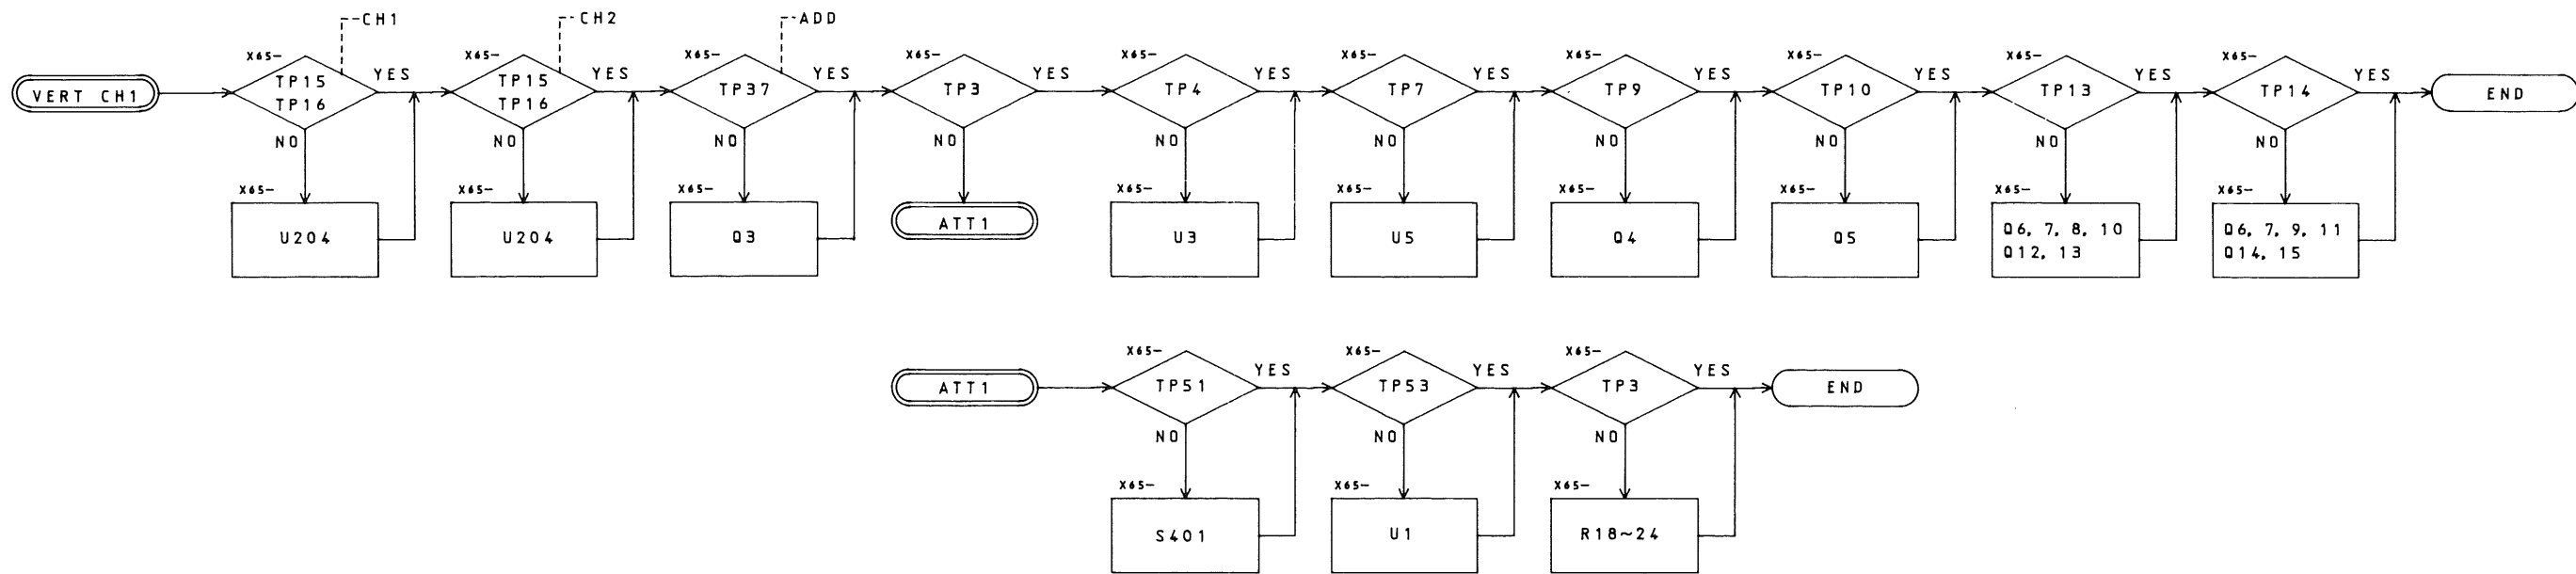 CH1
CH2
ADD
X65-
X65-
X65-
X65-
X65-
X65-
X65-
X65-
X65-
X65-
VERT CH1
TP15
TP16
YES
TP15
TP16
YES
TP37
YES
TP3
YES
TP4
YES
TP7
YES
TP9
YES
TP10
YES
TP13
YES
TP14
YES
END
NO
NO
NO
NO
NO
NO
NO
NO
NO
NO
X65-
X65-
X65-
X65-
X65-
X65-
X65-
X65-
X65-
U204
U204
Q3
ATT1
U3
U5
Q4
Q5
Q6, 7, 8, 10
Q12, 13
Q6, 7, 9, 11
Q14, 15
X65-
X65-
X65-
ATT1
TP51
YES
TP53
YES
TP3
YES
END
NO
NO
NO
X65-
X65-
X65-
S401
U1
R18~24